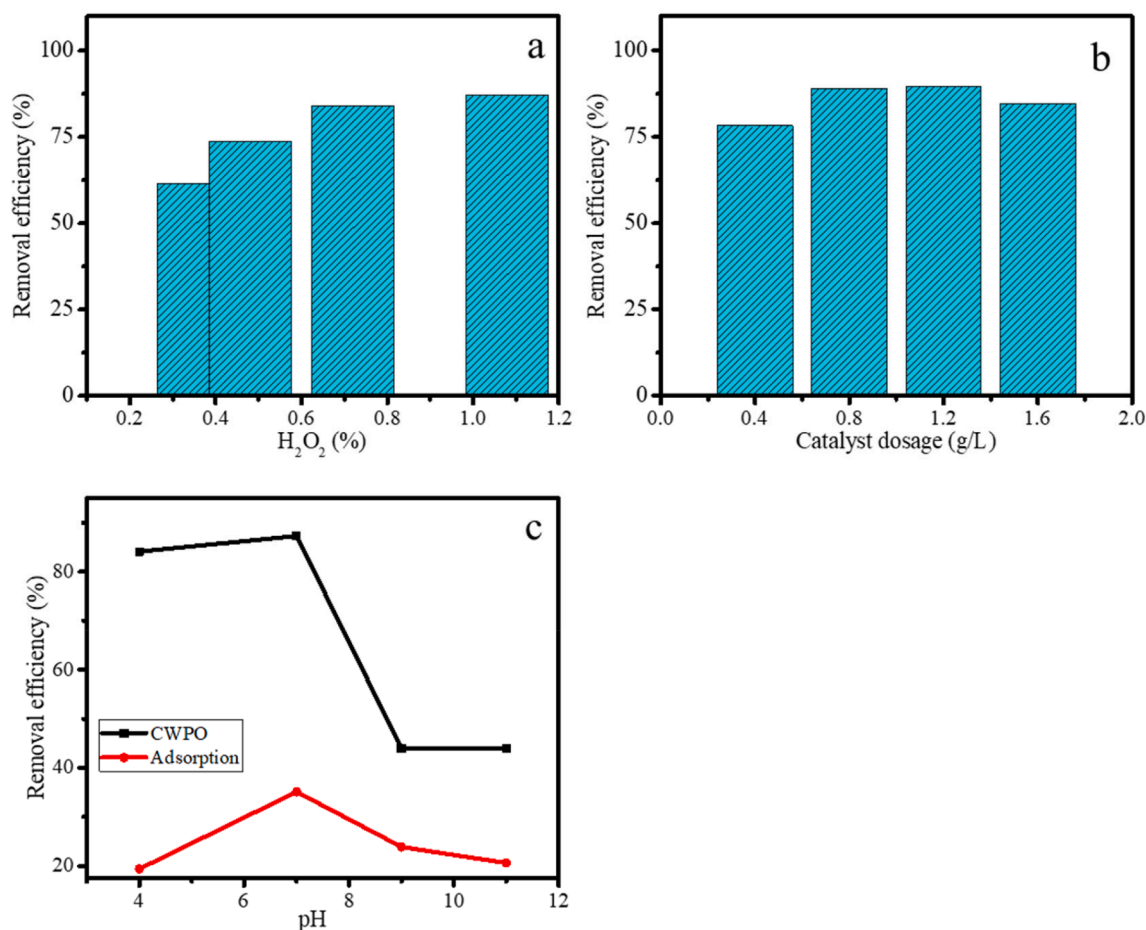 a
Removal efficiency (%)
100
75
50
25
0
0.2 0.4 0.6 0.8 1.0 1.2
H₂O₂ (%)
b
Removal efficiency (%)
100
75
50
25
0
0.0 0.4 0.8 1.2 1.6 2.0
Catalyst dosage (g/L)
c
Removal efficiency (%)
80
60
40
20
CWPO
Adsorption
4 6 8 10 12
pH